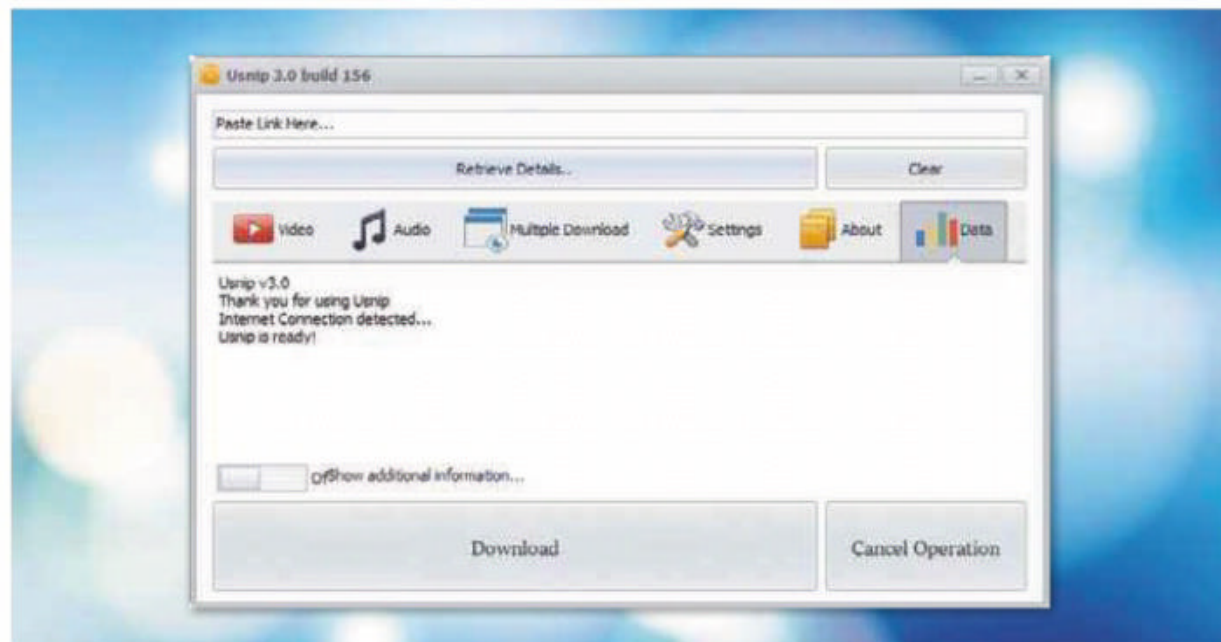 Usnip 3.0 build 156
Paste Link Here...
Retrieve Details..
Clear
Video
Audio
Multiple Download
Settings
About
Data
Usnip v3.0
Thank you for using Usnip
Internet Connection detected...
Usnip is ready!
Of Show additional information...
Download
Cancel Operation